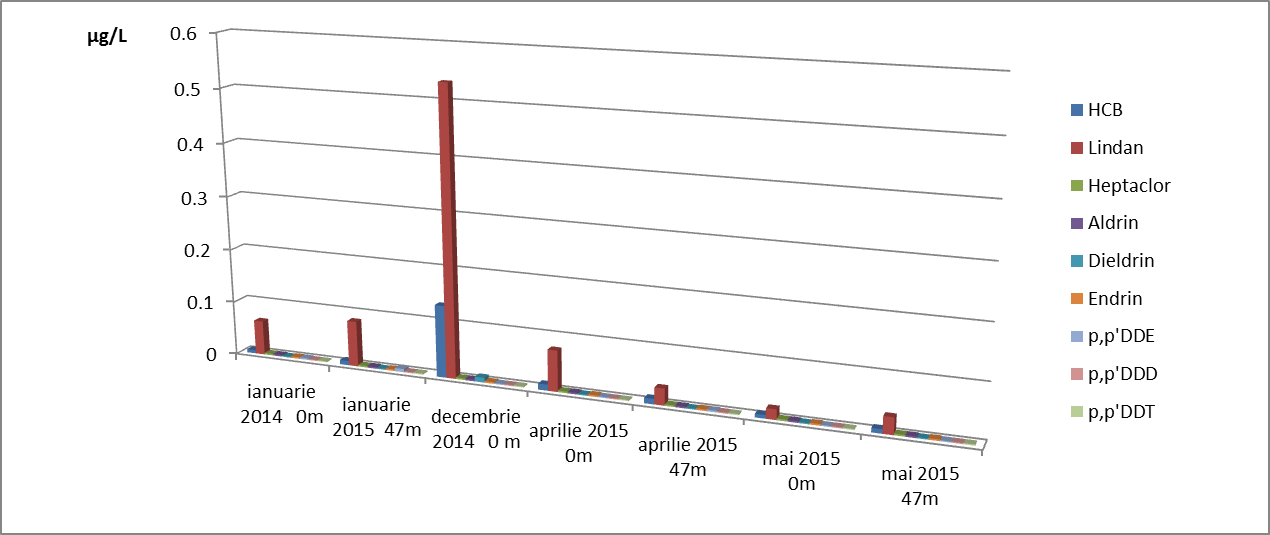 µg/L
0.6
0.5
0.4
0.3
0.2
0.1
0
ianuarie
2014 0m
ianuarie
2015 47m
decembrie
2014 0 m
aprilie 2015
0m
aprilie 2015
47m
mai 2015
0m
mai 2015
47m
HCB
Lindan
Heptaclor
Aldrin
Dieldrin
Endrin
p,p'DDE
p,p'DDD
p,p'DDT